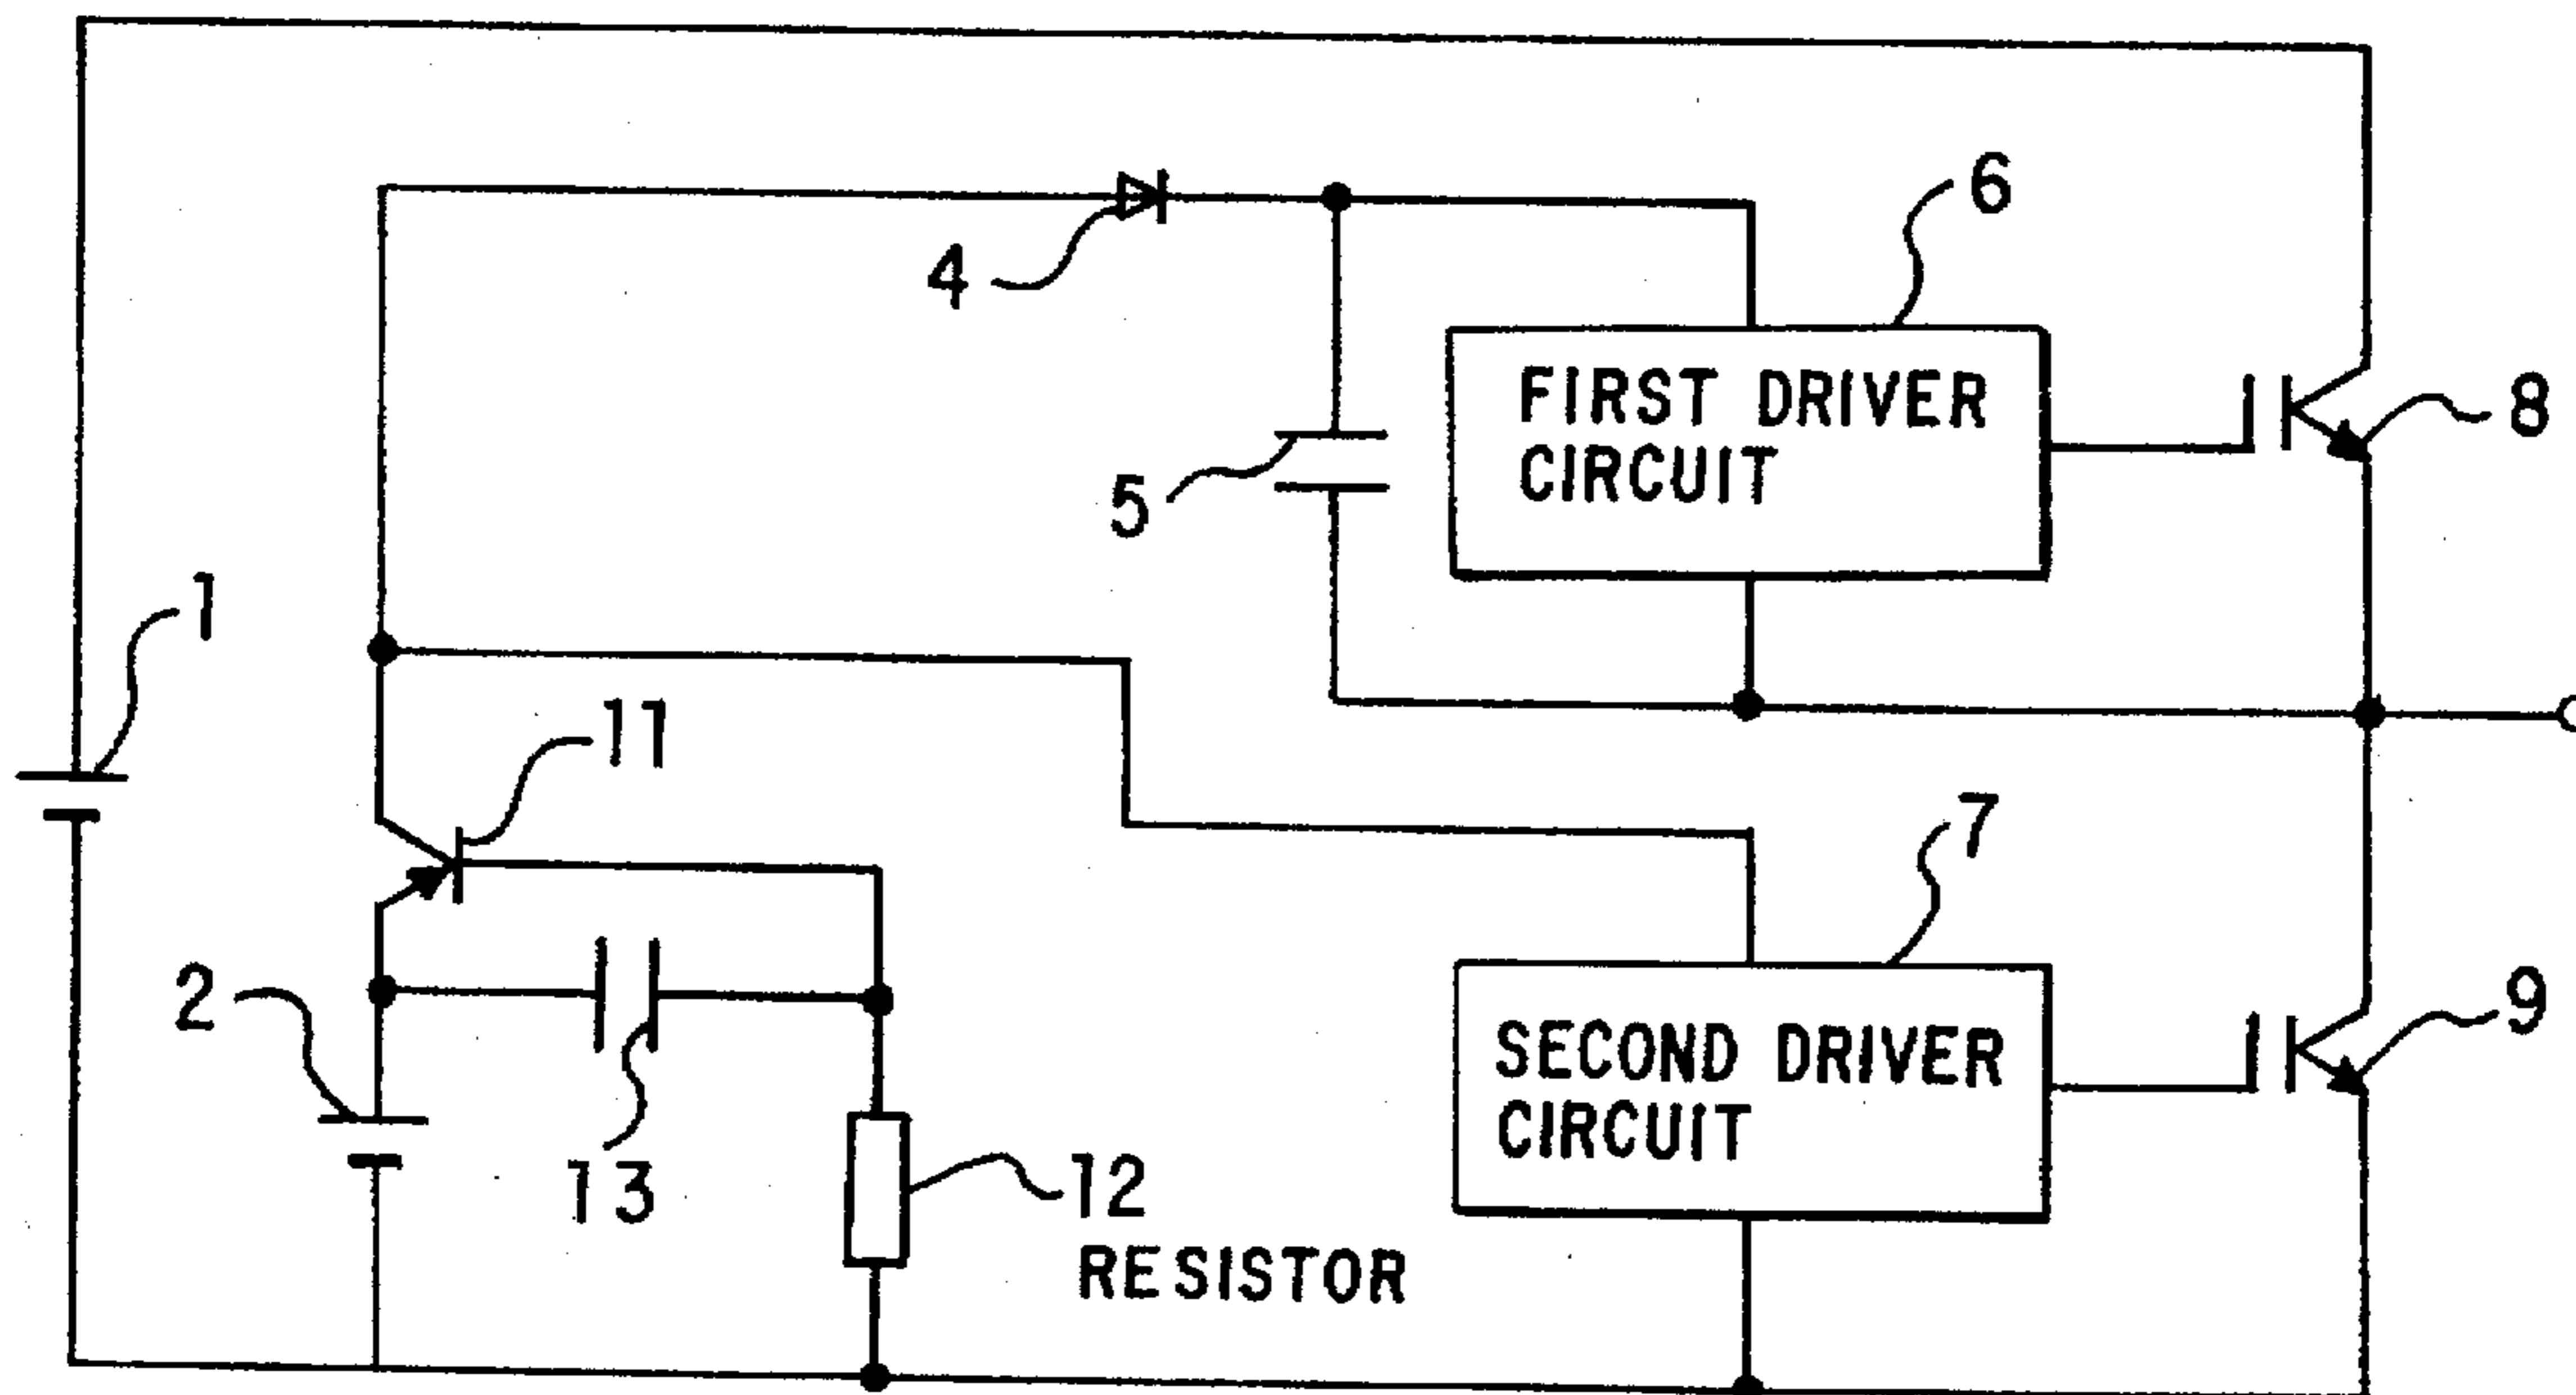 6
4
FIRST DRIVER
CIRCUIT
8
5
1
11
7
2
9
SECOND DRIVER
CIRCUIT
13
12
RESISTOR